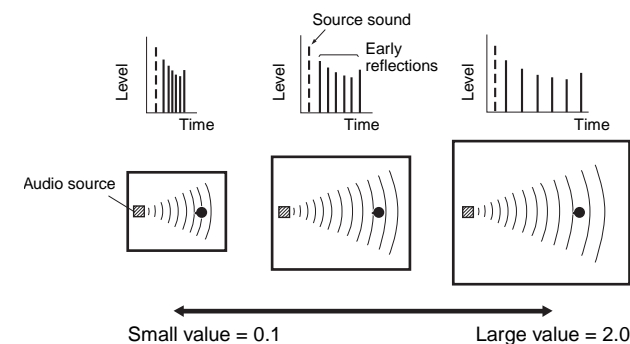 Source sound
Early
reflections
Level
Time
Level
Time
Level
Time
Audio source
Small value = 0.1
Large value = 2.0